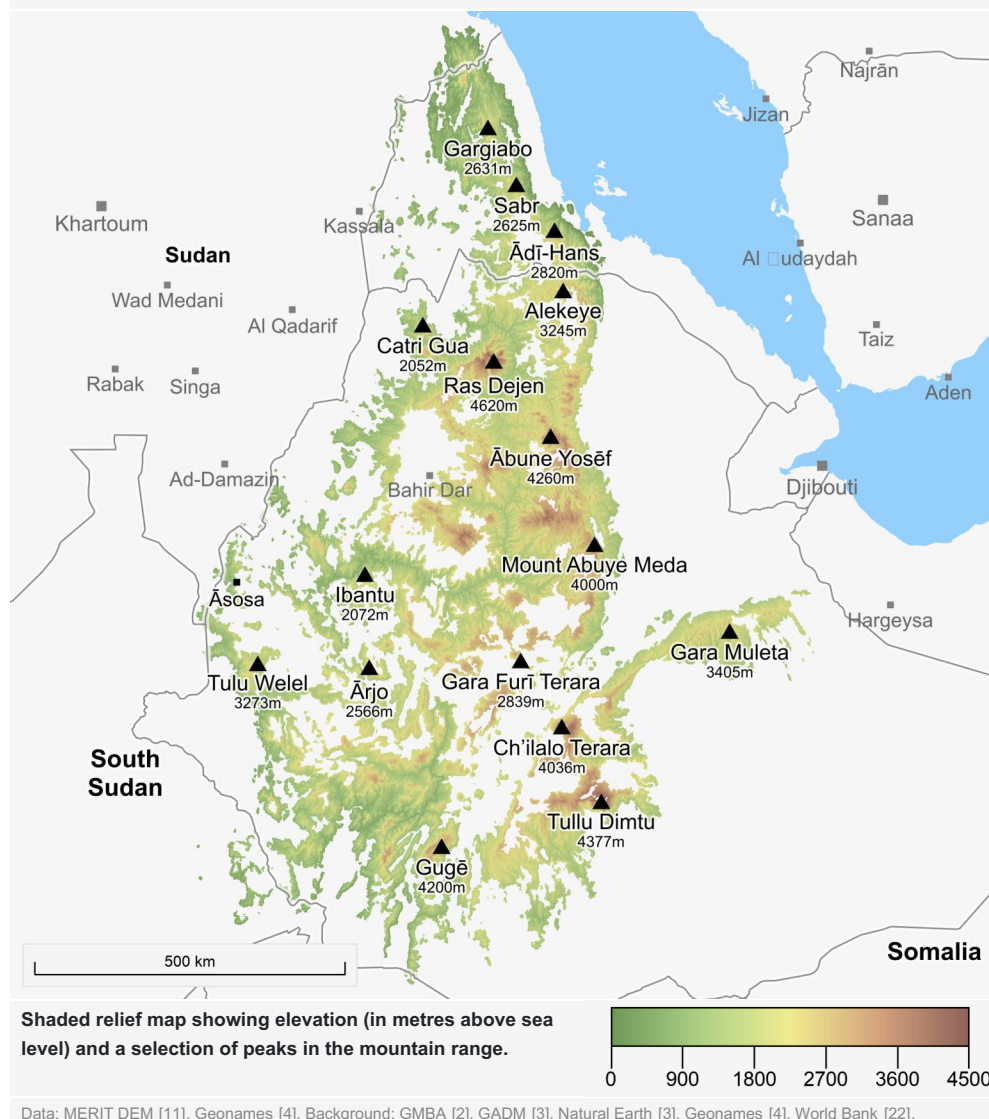 Najrān
Jizan
Gargiabo
2631m
Sabr
2625m
Khartoum
Kassala
Sanaa
Sudan
Ādī-Hans
2820m
Al □udaydah
Wad Medani
Al Qadarif
Alekeye
3245m
Catri Gua
2052m
Taiz
Rabak
Singa
Ras Dejen
4620m
Aden
Ābune Yosēf
4260m
Ad-Damazin
Bahir Dar
Djibouti
Mount Abuye Meda
4000m
Āsosa
Ibantu
2072m
Hargeysa
Gara Muleta
3405m
Tulu Welel
3273m
Ārjo
2566m
Gara Furī Terara
2839m
Ch’ilalo Terara
4036m
South
Sudan
Tullu Dimtu
4377m
Gugē
4200m
Somalia
500 km
Shaded relief map showing elevation (in metres above sea
level) and a selection of peaks in the mountain range.
0 900 1800 2700 3600 4500
Data: MERIT DEM [11], Geonames [4], Background: GMBA [2], GADM [3], Natural Earth [3], Geonames [4], World Bank [22].